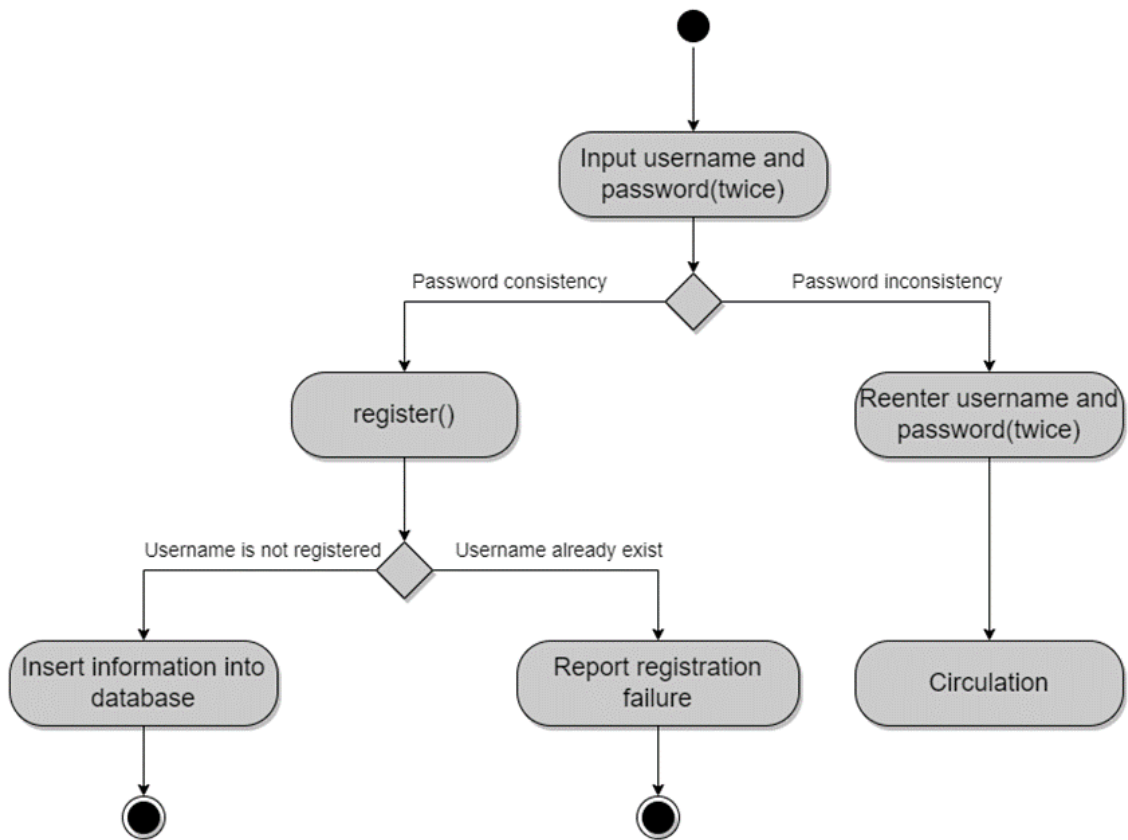 Input username and
password(twice)
Password consistency
Password inconsistency
register()
Reenter username and
password(twice)
Username is not registered
Username already exist
Insert information into
database
Report registration
failure
Circulation